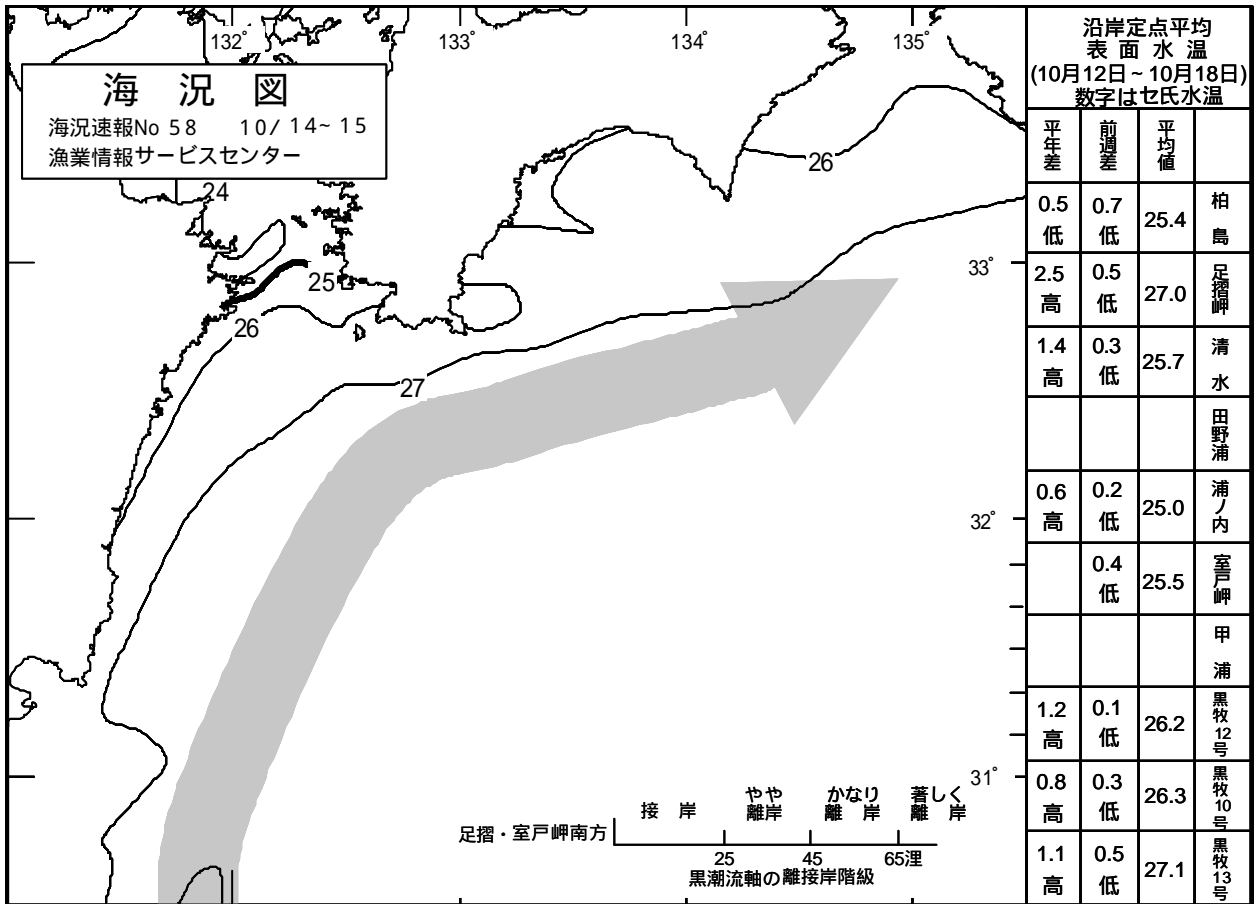 132°
133°
134°
135°
海 況 図
海況速報No 58 10/ 14~ 15
漁業情報サービスセンター
24
25
26
27
26
33°
32°
31°
接 岸
やや
離岸
かなり
離 岸
著しく
離 岸
足摺・室戸岬南方
25
45
65浬
黒潮流軸の離接岸階級
沿岸定点平均
表 面 水 温
(10月12日~10月18日)
数字はセ氏水温
平年差 前週差 平均値
0.5低 0.7低 25.4 柏島
2.5高 0.5低 27.0 足摺岬
1.4高 0.3低 25.7 清水
田野浦
0.6高 0.2低 25.0 浦ノ内
0.4低 25.5 室戸岬
甲浦
1.2高 0.1低 26.2 黒牧12号
0.8高 0.3低 26.3 黒牧10号
1.1高 0.5低 27.1 黒牧13号